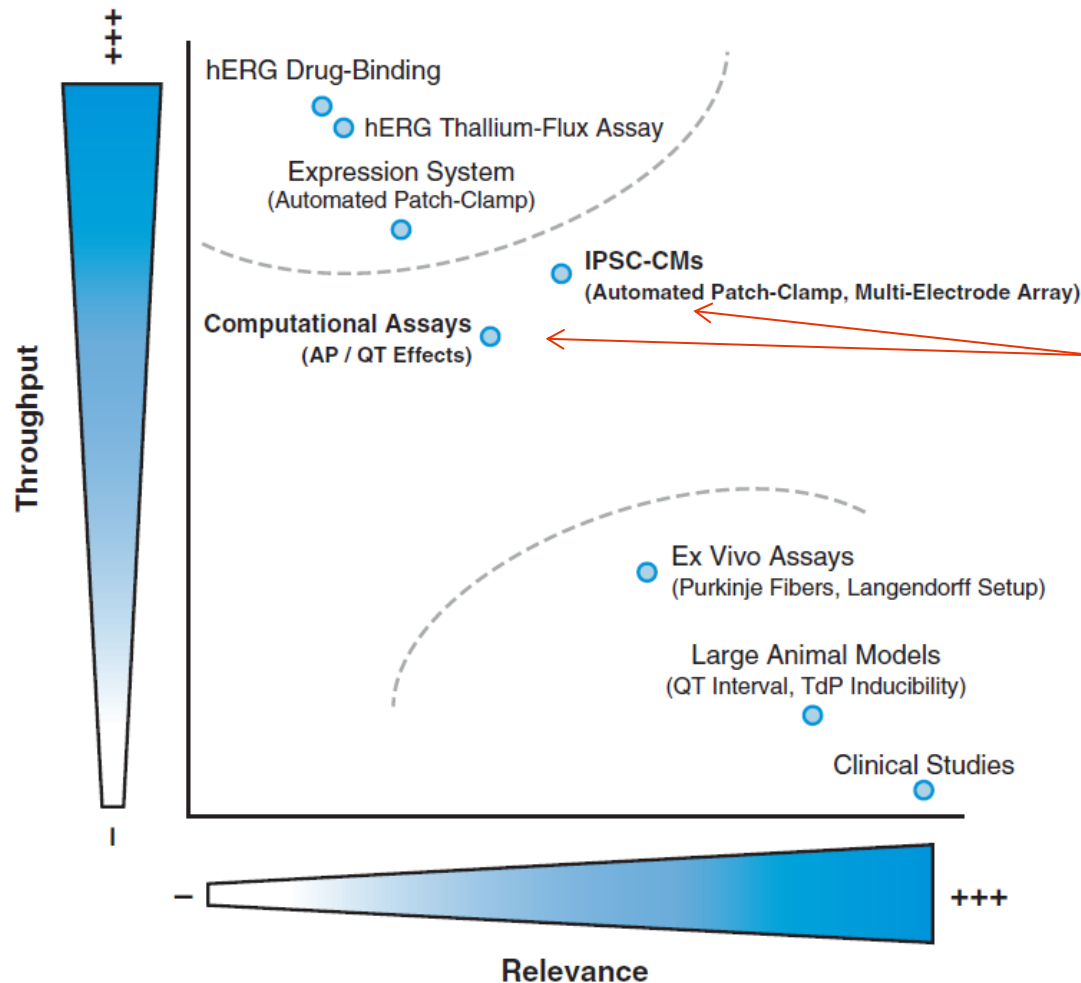 +++
hERG Drug-Binding
hERG Thallium-Flux Assay
Expression System
(Automated Patch-Clamp)
IPSC-CMs
(Automated Patch-Clamp, Multi-Electrode Array)
Computational Assays
(AP / QT Effects)
Throughput
Ex Vivo Assays
(Purkinje Fibers, Langendorff Setup)
Large Animal Models
(QT Interval, TdP Inducibility)
Clinical Studies
–
–
+++
Relevance